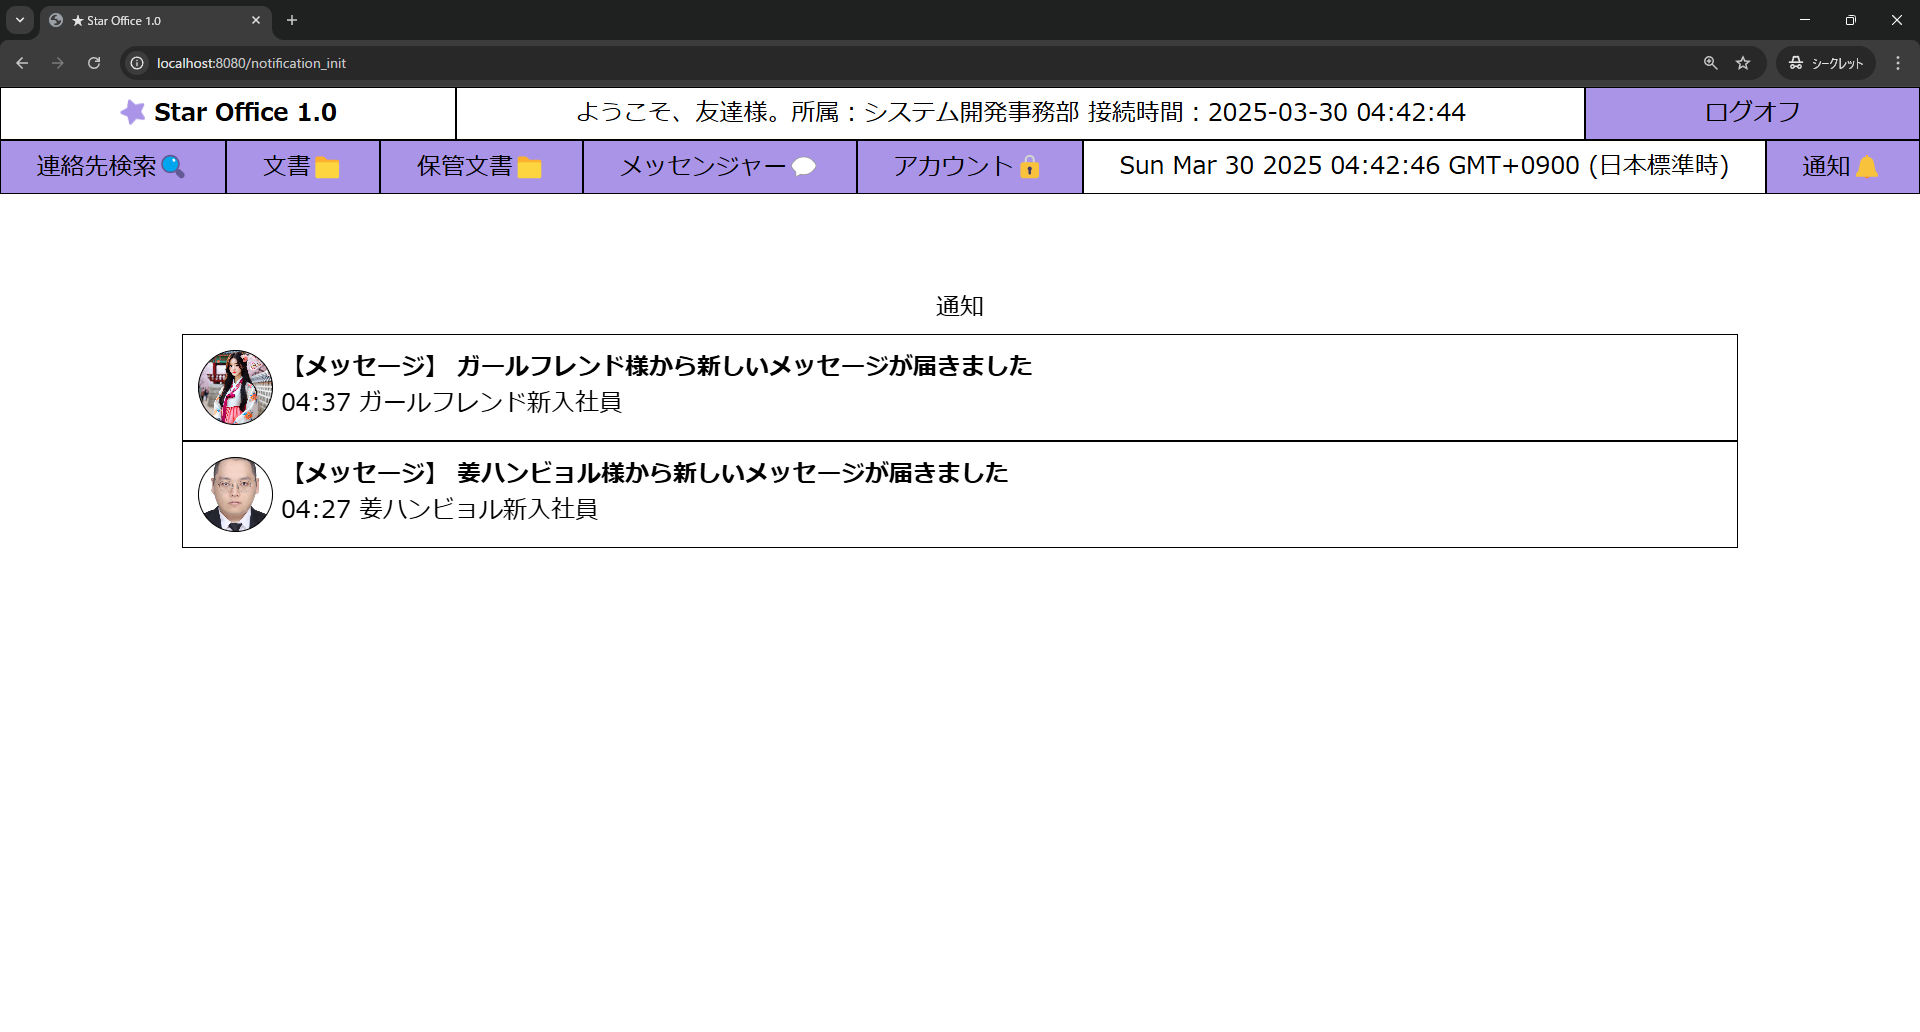 ★ Star Office 1.0
localhost:8080/notification_init
シークレット
Star Office 1.0
ようこそ、友達様。所属：システム開発事務部 接続時間：2025-03-30 04:42:44
ログオフ
連絡先検索🔍
文書📁
保管文書📁
メッセンジャー💬
アカウント🔒
Sun Mar 30 2025 04:42:46 GMT+0900 (日本標準時)
通知🔔
通知
【メッセージ】 ガールフレンド様から新しいメッセージが届きました
04:37 ガールフレンド新入社員
【メッセージ】 姜ハンビョル様から新しいメッセージが届きました
04:27 姜ハンビョル新入社員